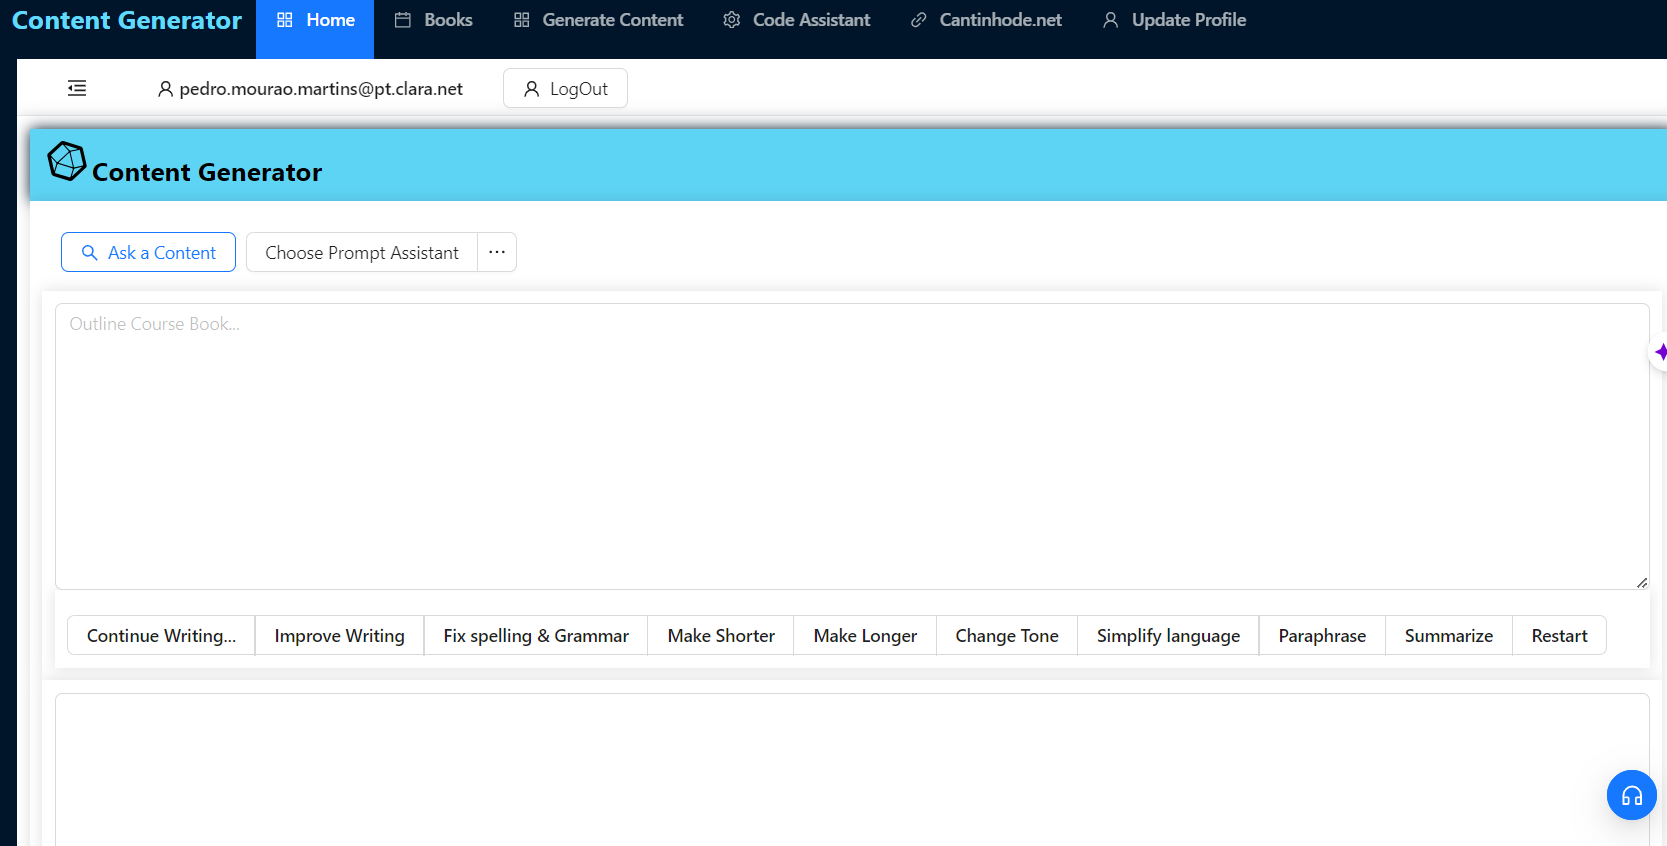 Content Generator Home Books Generate Content Code Assistant Cantinhode.net Update Profile
pedro.mourao.martins@pt.clara.net LogOut
Content Generator
Ask a Content Choose Prompt Assistant ···
Outline Course Book...
Continue Writing... Improve Writing Fix spelling & Grammar Make Shorter Make Longer Change Tone Simplify language Paraphrase Summarize Restart